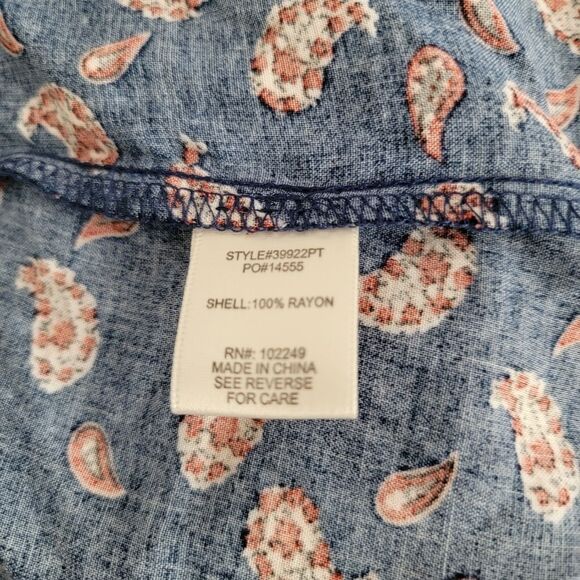 STYLE#39922PT
PO#14555
SHELL:100% RAYON
RN#: 102249
MADE IN CHINA
SEE REVERSE
FOR CARE